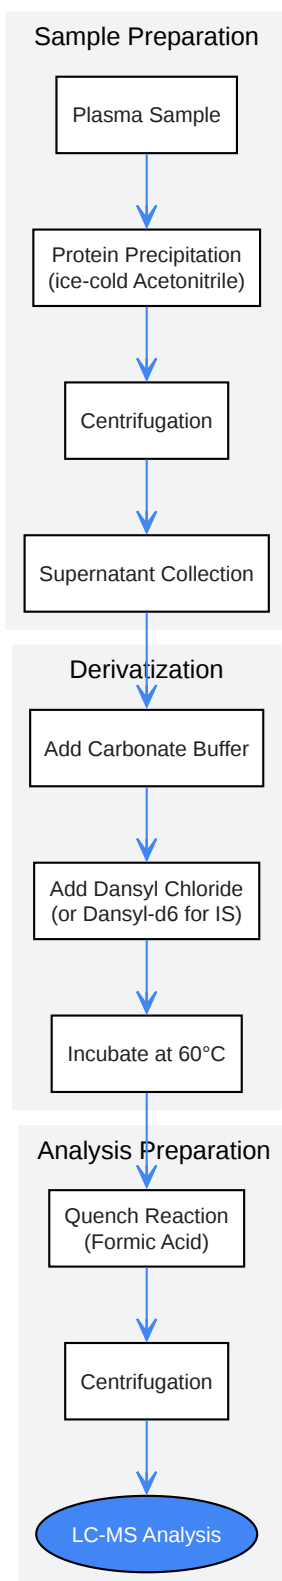 Sample Preparation
Plasma Sample
Protein Precipitation
(ice-cold Acetonitrile)
Centrifugation
Supernatant Collection
Derivatization
Add Carbonate Buffer
Add Dansyl Chloride
(or Dansyl-d6 for IS)
Incubate at 60°C
Analysis Preparation
Quench Reaction
(Formic Acid)
Centrifugation
LC-MS Analysis